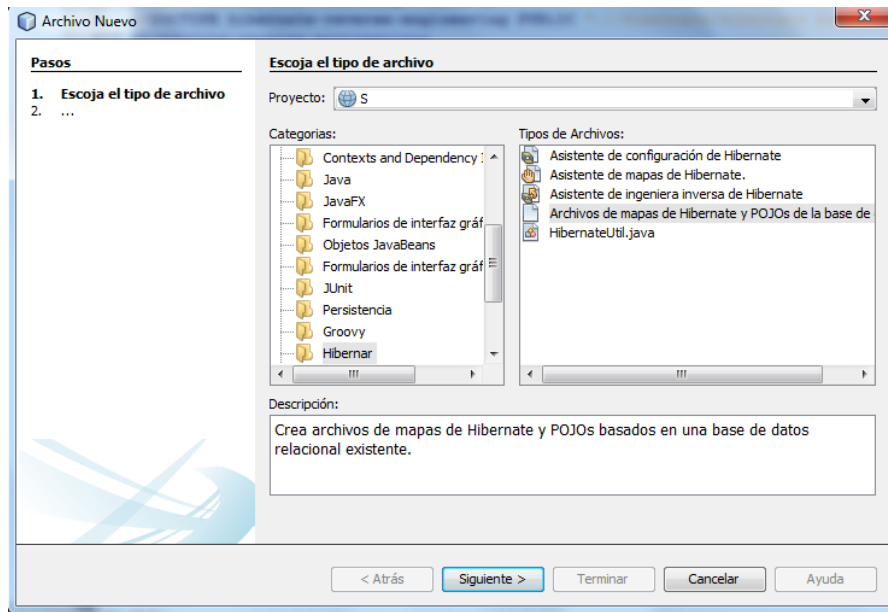 Archivo Nuevo
Pasos
1. Escoja el tipo de archivo
2. ...
Escoja el tipo de archivo
Proyecto: S
Categorias:
Contexts and Dependency I
Java
JavaFX
Formularios de interfaz gráf
Objetos JavaBeans
Formularios de interfaz gráf
JUnit
Persistencia
Groovy
Hibernar
Tipos de Archivos:
Asistente de configuración de Hibernate
Asistente de mapas de Hibernate.
Asistente de ingeniera inversa de Hibernate
Archivos de mapas de Hibernate y POJOs de la base de
HibernateUtil.java
Descripción:
Crea archivos de mapas de Hibernate y POJOs basados en una base de datos
relacional existente.
< Atrás
Siguiente >
Terminar
Cancelar
Ayuda